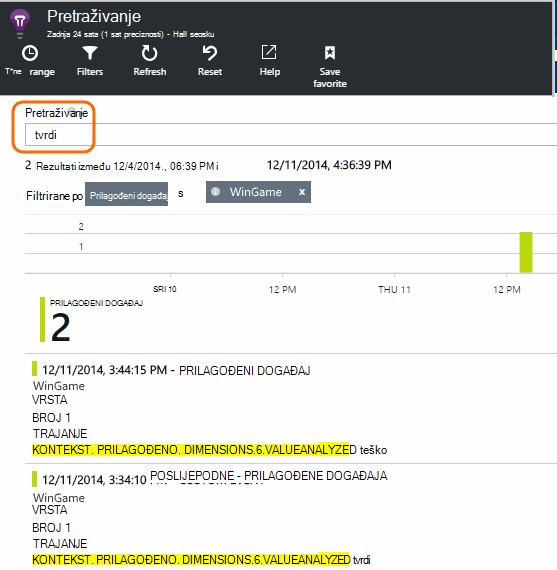 Pretraživanje
Zadnja 24 sata (1 sat preciznosti) - Hall seosku
T*ne range Filters Refresh Reset Help Save favorite
Pretraživanje
tvrdi
2 Rezultati između 12/4/2014., 06:39 PM i 12/11/2014, 4:36:39 PM
Filtrirane po Prilagođeni događaj s WinGame x
2
1
SRI 10 12 PM THU 11 12 PM
PRILAGOĐENI DOGAĐAJ
2
12/11/2014, 3:44:15 PM - PRILAGOĐENI DOGAĐAJ
WinGame
VRSTA
BROJ 1
TRAJANJE
KONTEKST. PRILAGOĐENO. DIMENSIONS.6.VALUEANALYZED teško
12/11/2014, 3:34:10 POSLIJEPODNE - PRILAGOĐENE DOGAĐAJA
WinGame
VRSTA
BROJ 1
TRAJANJE
KONTEKST. PRILAGOĐENO. DIMENSIONS.6.VALUEANALYZED tvrdi